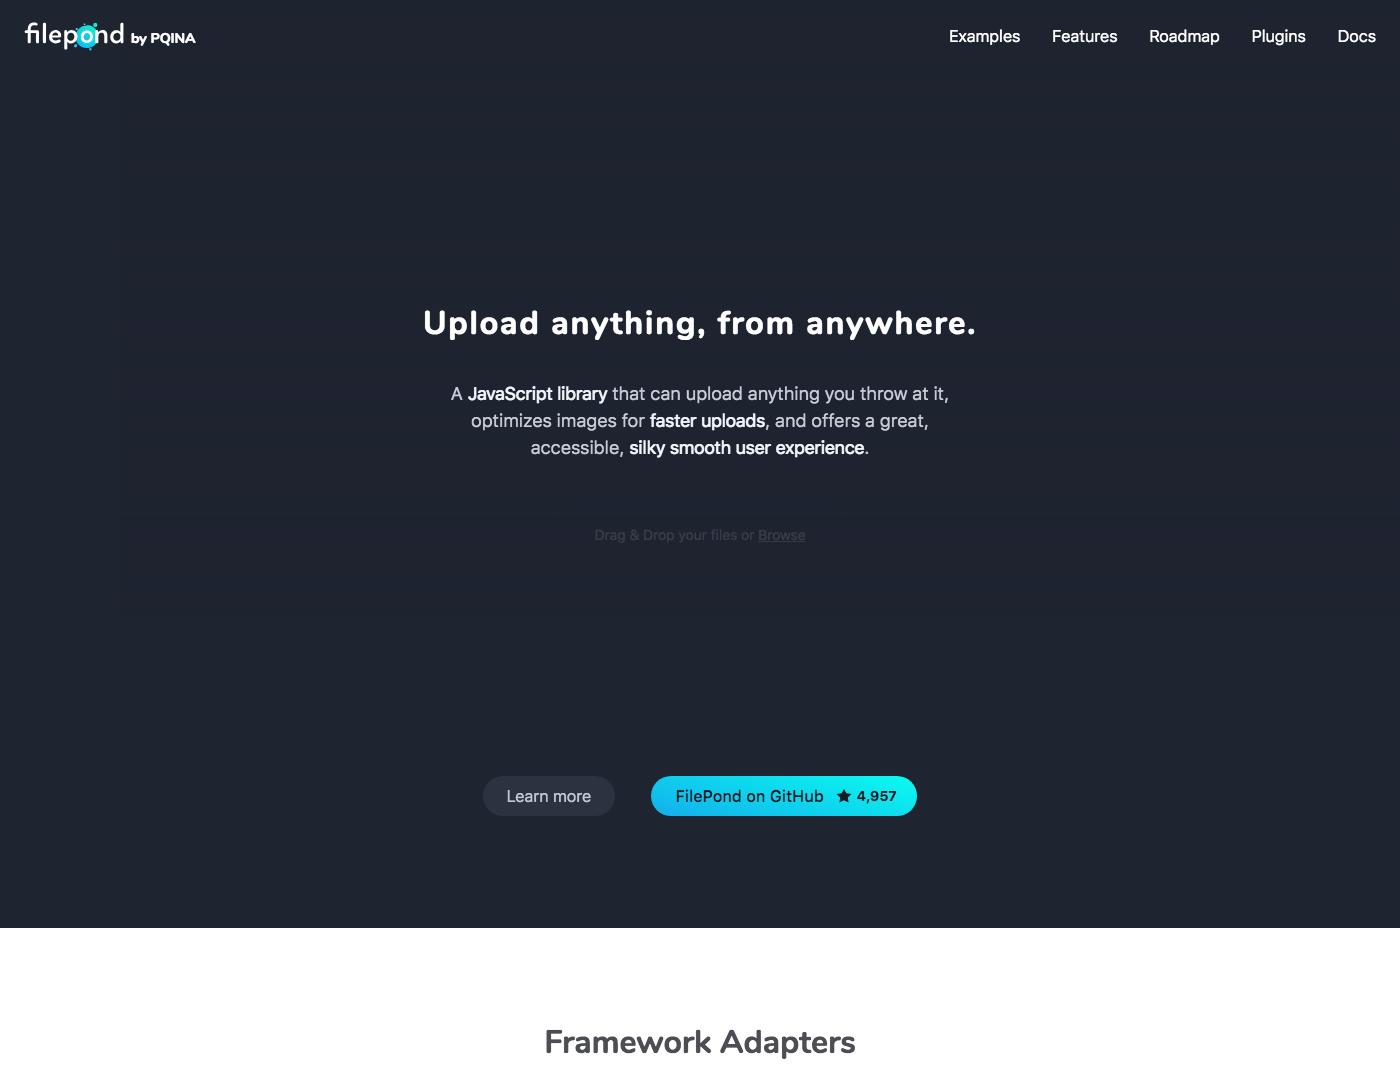 filepond by PQINA
Examples Features Roadmap Plugins Docs
Upload anything, from anywhere.
A JavaScript library that can upload anything you throw at it,
optimizes images for faster uploads, and offers a great,
accessible, silky smooth user experience.
Drag & Drop your files or Browse
Learn more
FilePond on GitHub ★ 4,957
Framework Adapters